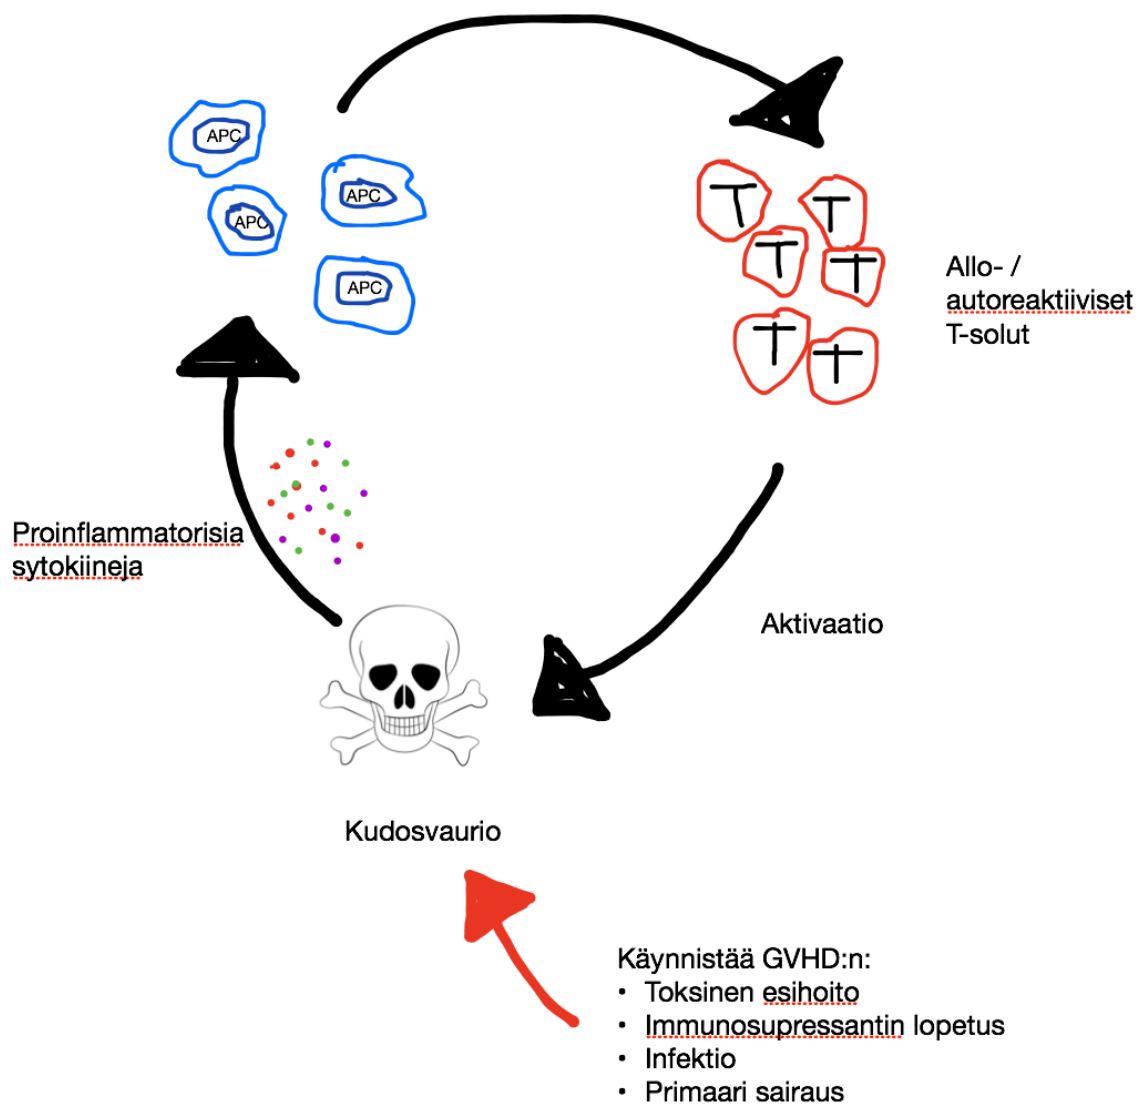 APC
APC
APC
APC
T
T
T
T
T
T
Allo- /
autoreaktiiviset
T-solut
Proinflammatorisia
sytokiineja
Aktivaatio
Kudosvaurio
Käynnistää GVHD:n:
• Toksinen esihoito
• Immunosupressantin lopetus
• Infektio
• Primaari sairaus